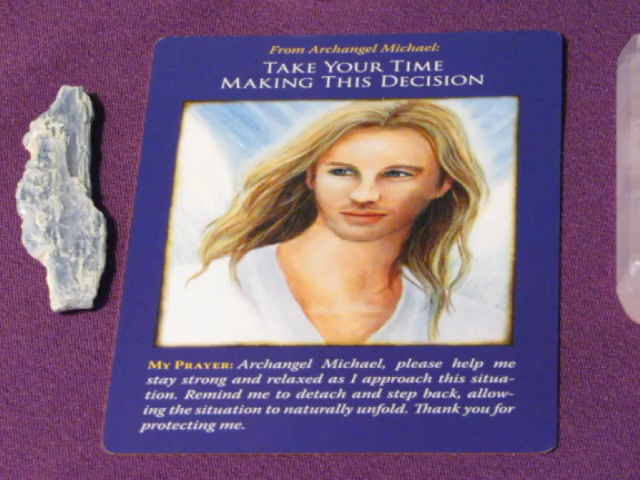 From Archangel Michael:
TAKE YOUR TIME
MAKING THIS DECISION
MY PRAYER: Archangel Michael, please help me
stay strong and relaxed as I approach this situa-
tion. Remind me to detach and step back, allow-
ing the situation to naturally unfold. Thank you for
protecting me.